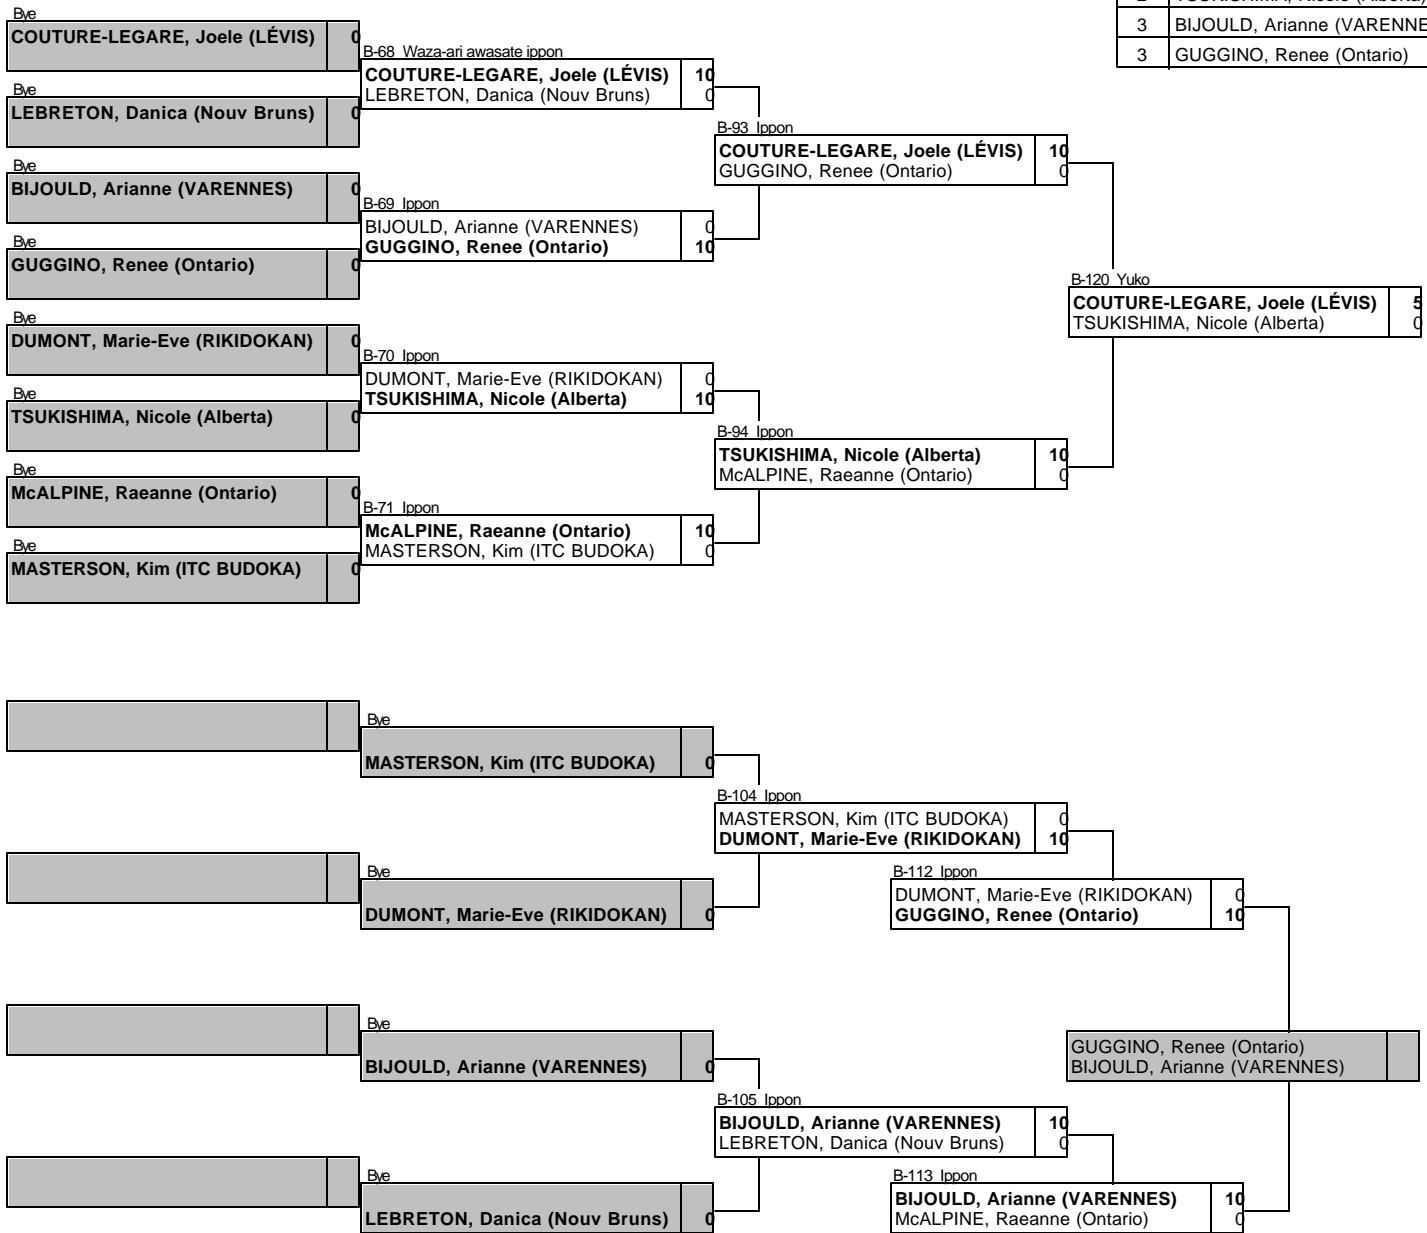 Bye
COUTURE-LEGARE, Joele (LÉVIS) 0
Bye
LEBRETON, Danica (Nouv Bruns) 0
Bye
BIJOULD, Arianne (VARENNES) 0
Bye
GUGGINO, Renee (Ontario) 0
Bye
DUMONT, Marie-Eve (RIKIDOKAN) 0
Bye
TSUKISHIMA, Nicole (Alberta) 0
Bye
McALPINE, Raeanne (Ontario) 0
Bye
MASTERSON, Kim (ITC BUDOKA) 0
B-68 Waza-ari awasate ippon
COUTURE-LEGARE, Joele (LÉVIS) 10
LEBRETON, Danica (Nouv Bruns) 0
B-69 Ippon
BIJOULD, Arianne (VARENNES) 0
GUGGINO, Renee (Ontario) 10
B-70 Ippon
DUMONT, Marie-Eve (RIKIDOKAN) 0
TSUKISHIMA, Nicole (Alberta) 10
B-71 Ippon
McALPINE, Raeanne (Ontario) 10
MASTERSON, Kim (ITC BUDOKA) 0
B-93 Ippon
COUTURE-LEGARE, Joele (LÉVIS) 10
GUGGINO, Renee (Ontario) 0
B-94 Ippon
TSUKISHIMA, Nicole (Alberta) 10
McALPINE, Raeanne (Ontario) 0
B-120 Yuko
COUTURE-LEGARE, Joele (LÉVIS) 5
TSUKISHIMA, Nicole (Alberta) 0
3 BIJOULD, Arianne (VARENNE
3 GUGGINO, Renee (Ontario)
Bye
MASTERSON, Kim (ITC BUDOKA) 0
Bye
DUMONT, Marie-Eve (RIKIDOKAN) 0
Bye
BIJOULD, Arianne (VARENNES) 0
Bye
LEBRETON, Danica (Nouv Bruns) 0
B-104 Ippon
MASTERSON, Kim (ITC BUDOKA) 0
DUMONT, Marie-Eve (RIKIDOKAN) 10
B-105 Ippon
BIJOULD, Arianne (VARENNES) 10
LEBRETON, Danica (Nouv Bruns) 0
B-112 Ippon
DUMONT, Marie-Eve (RIKIDOKAN) 0
GUGGINO, Renee (Ontario) 10
B-113 Ippon
BIJOULD, Arianne (VARENNES) 10
McALPINE, Raeanne (Ontario) 0
GUGGINO, Renee (Ontario)
BIJOULD, Arianne (VARENNES)